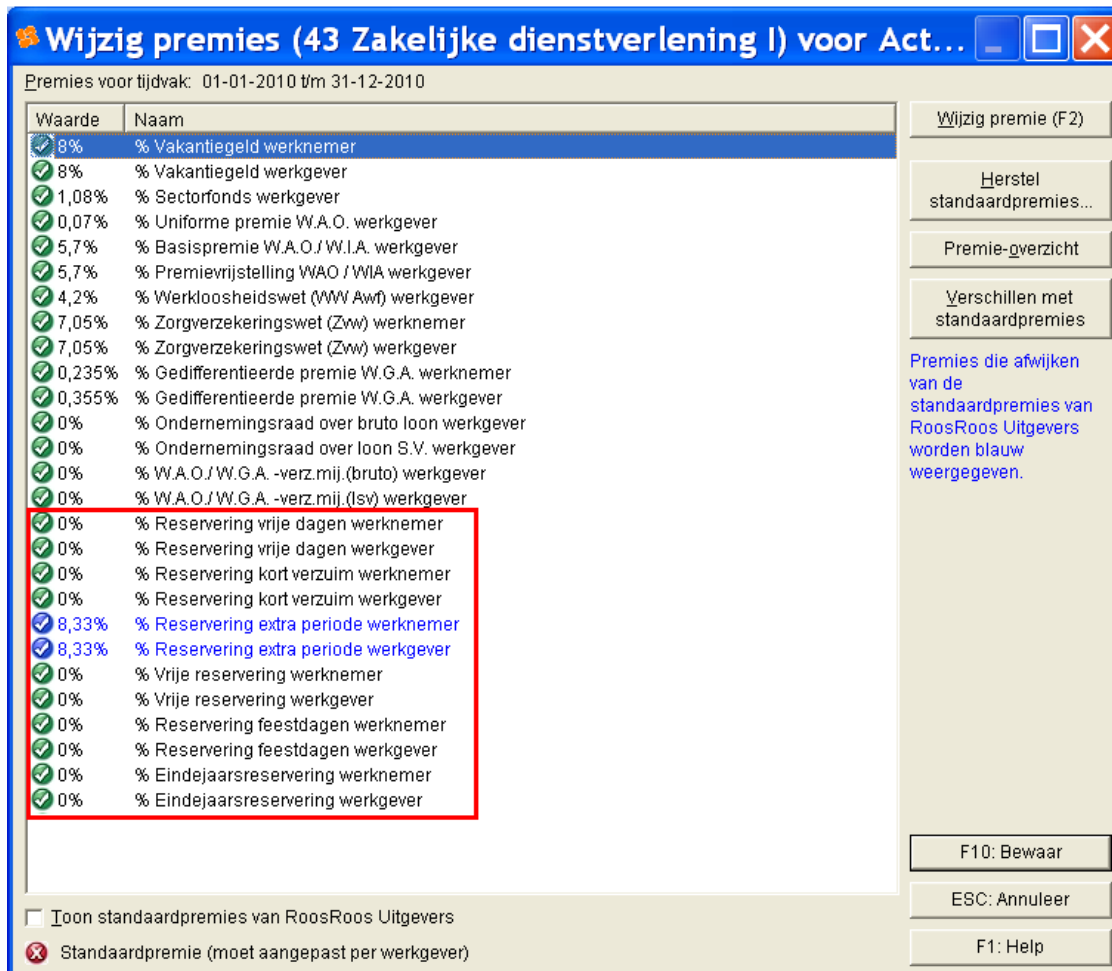 Wijzig premies (43 Zakelijke dienstverlening I) voor Act...
Premies voor tijdvak: 01-01-2010 t/m 31-12-2010
Waarde Naam
8% % Vakantiegeld werknemer
8% % Vakantiegeld werkgever
1,08% % Sectorfonds werkgever
0,07% % Uniforme premie W.A.O. werkgever
5,7% % Basispremie W.A.O./ W.I.A. werkgever
5,7% % Premievrijstelling WAO / WIA werkgever
4,2% % Werkloosheidswet (WW Awf) werkgever
7,05% % Zorgverzekeringswet (Zvw) werknemer
7,05% % Zorgverzekeringswet (Zvw) werkgever
0,235% % Gedifferentieerde premie W.G.A. werknemer
0,355% % Gedifferentieerde premie W.G.A. werkgever
0% % Ondernemingsraad over bruto loon werkgever
0% % Ondernemingsraad over loon S.V. werkgever
0% % W.A.O./ W.G.A. -verz.mij.(bruto) werkgever
0% % W.A.O./ W.G.A. -verz.mij.(lsv) werkgever
0% % Reservering vrije dagen werknemer
0% % Reservering vrije dagen werkgever
0% % Reservering kort verzuim werknemer
0% % Reservering kort verzuim werkgever
8,33% % Reservering extra periode werknemer
8,33% % Reservering extra periode werkgever
0% % Vrije reservering werknemer
0% % Vrije reservering werkgever
0% % Reservering feestdagen werknemer
0% % Reservering feestdagen werkgever
0% % Eindejaarsreservering werknemer
0% % Eindejaarsreservering werkgever
Toon standaardpremies van RoosRoos Uitgevers
Standaardpremie (moet aangepast per werkgever)
Wijzig premie (F2)
Herstel
standaardpremies...
Premie-overzicht
Verschillen met
standaardpremies
Premies die afwijken
van de
standaardpremies van
RoosRoos Uitgevers
worden blauw
weergegeven.
F10: Bewaar
ESC: Annuleer
F1: Help